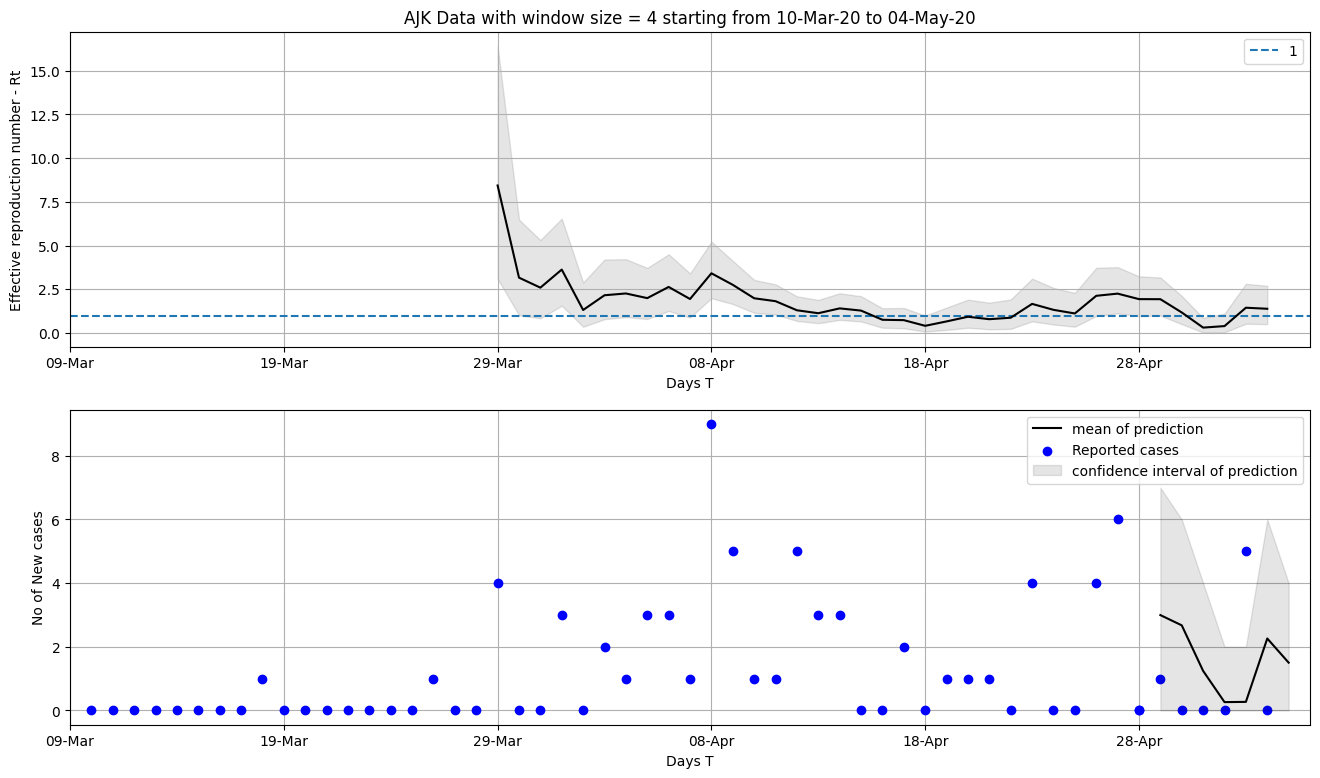 AJK Data with window size = 4 starting from 10-Mar-20 to 04-May-20
1
15.0
12.5
10.0
7.5
5.0
2.5
0.0
Effective reproduction number - Rt
09-Mar 19-Mar 29-Mar 08-Apr 18-Apr 28-Apr
Days T
mean of prediction
Reported cases
confidence interval of prediction
8
6
4
2
0
No of New cases
09-Mar 19-Mar 29-Mar 08-Apr 18-Apr 28-Apr
Days T